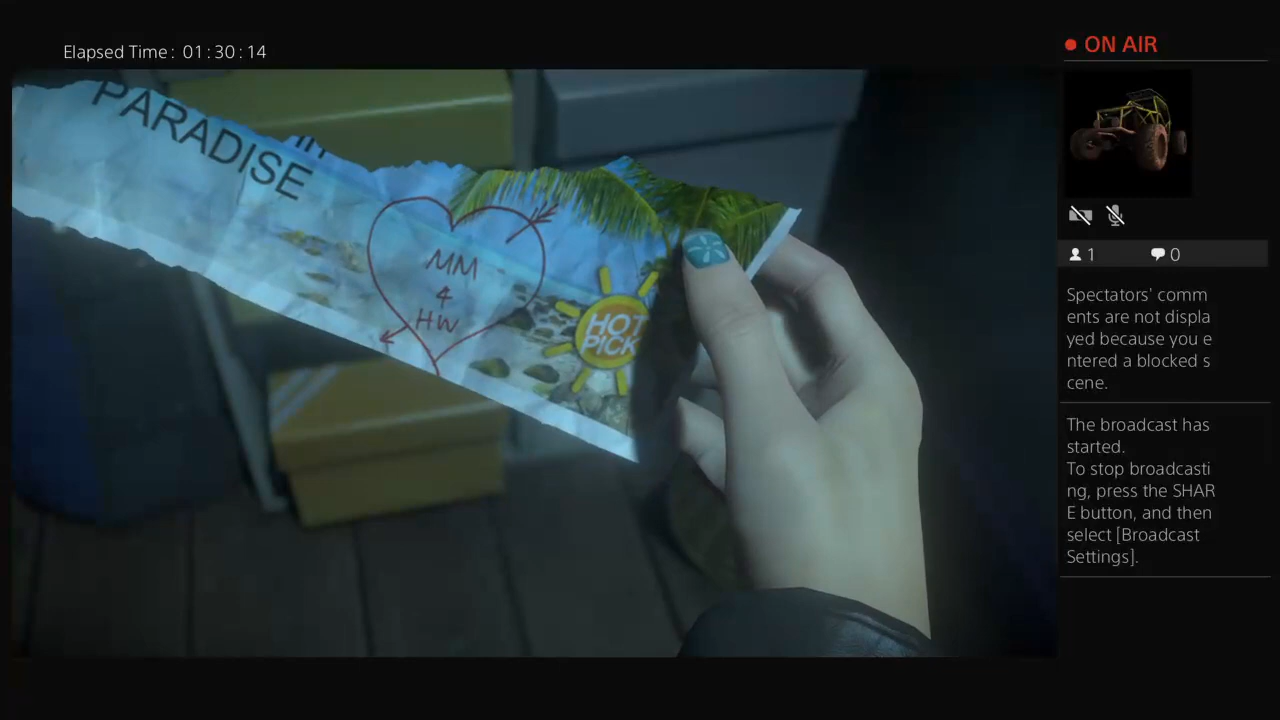 Elapsed Time: 01:30:14
ON AIR
PARADISE
in
MM
4
HW
HOT
PICK
1
0
Spectators' comm
ents are not displa
yed because you e
ntered a blocked s
cene.
The broadcast has
started.
To stop broadcasti
ng, press the SHAR
E button, and then
select [Broadcast
Settings].